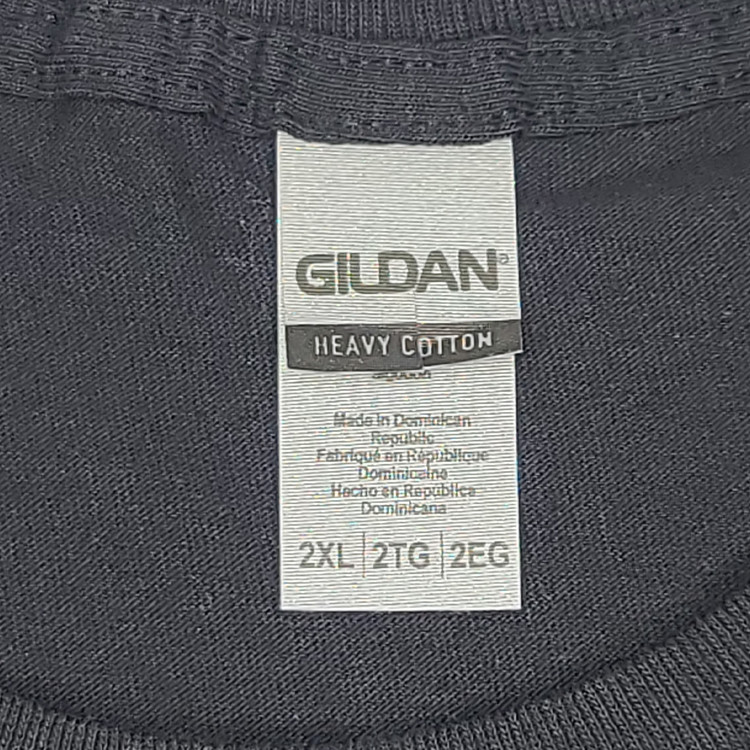 GILDAN®
HEAVY COTTON
Made in Dominican
Republic
Fabriqué en République
Dominicaine
Hecho en Republica
Dominicana
2XL | 2TG | 2EG